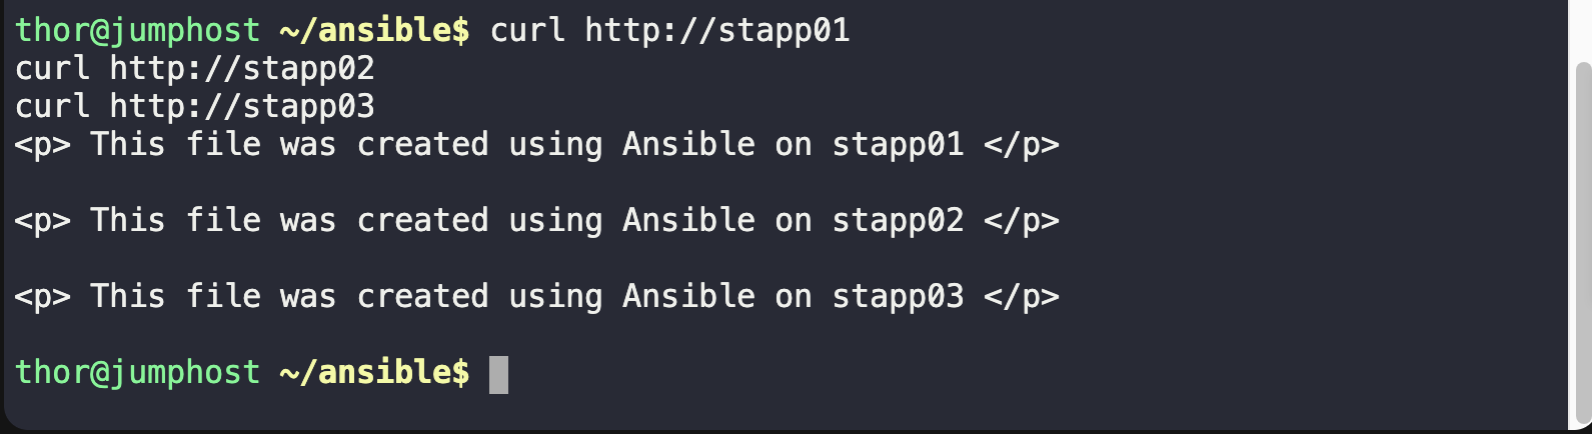 thor@jumphost ~/ansible$ curl http://stapp01
curl http://stapp02
curl http://stapp03
<p> This file was created using Ansible on stapp01 </p>
<p> This file was created using Ansible on stapp02 </p>
<p> This file was created using Ansible on stapp03 </p>
thor@jumphost ~/ansible$